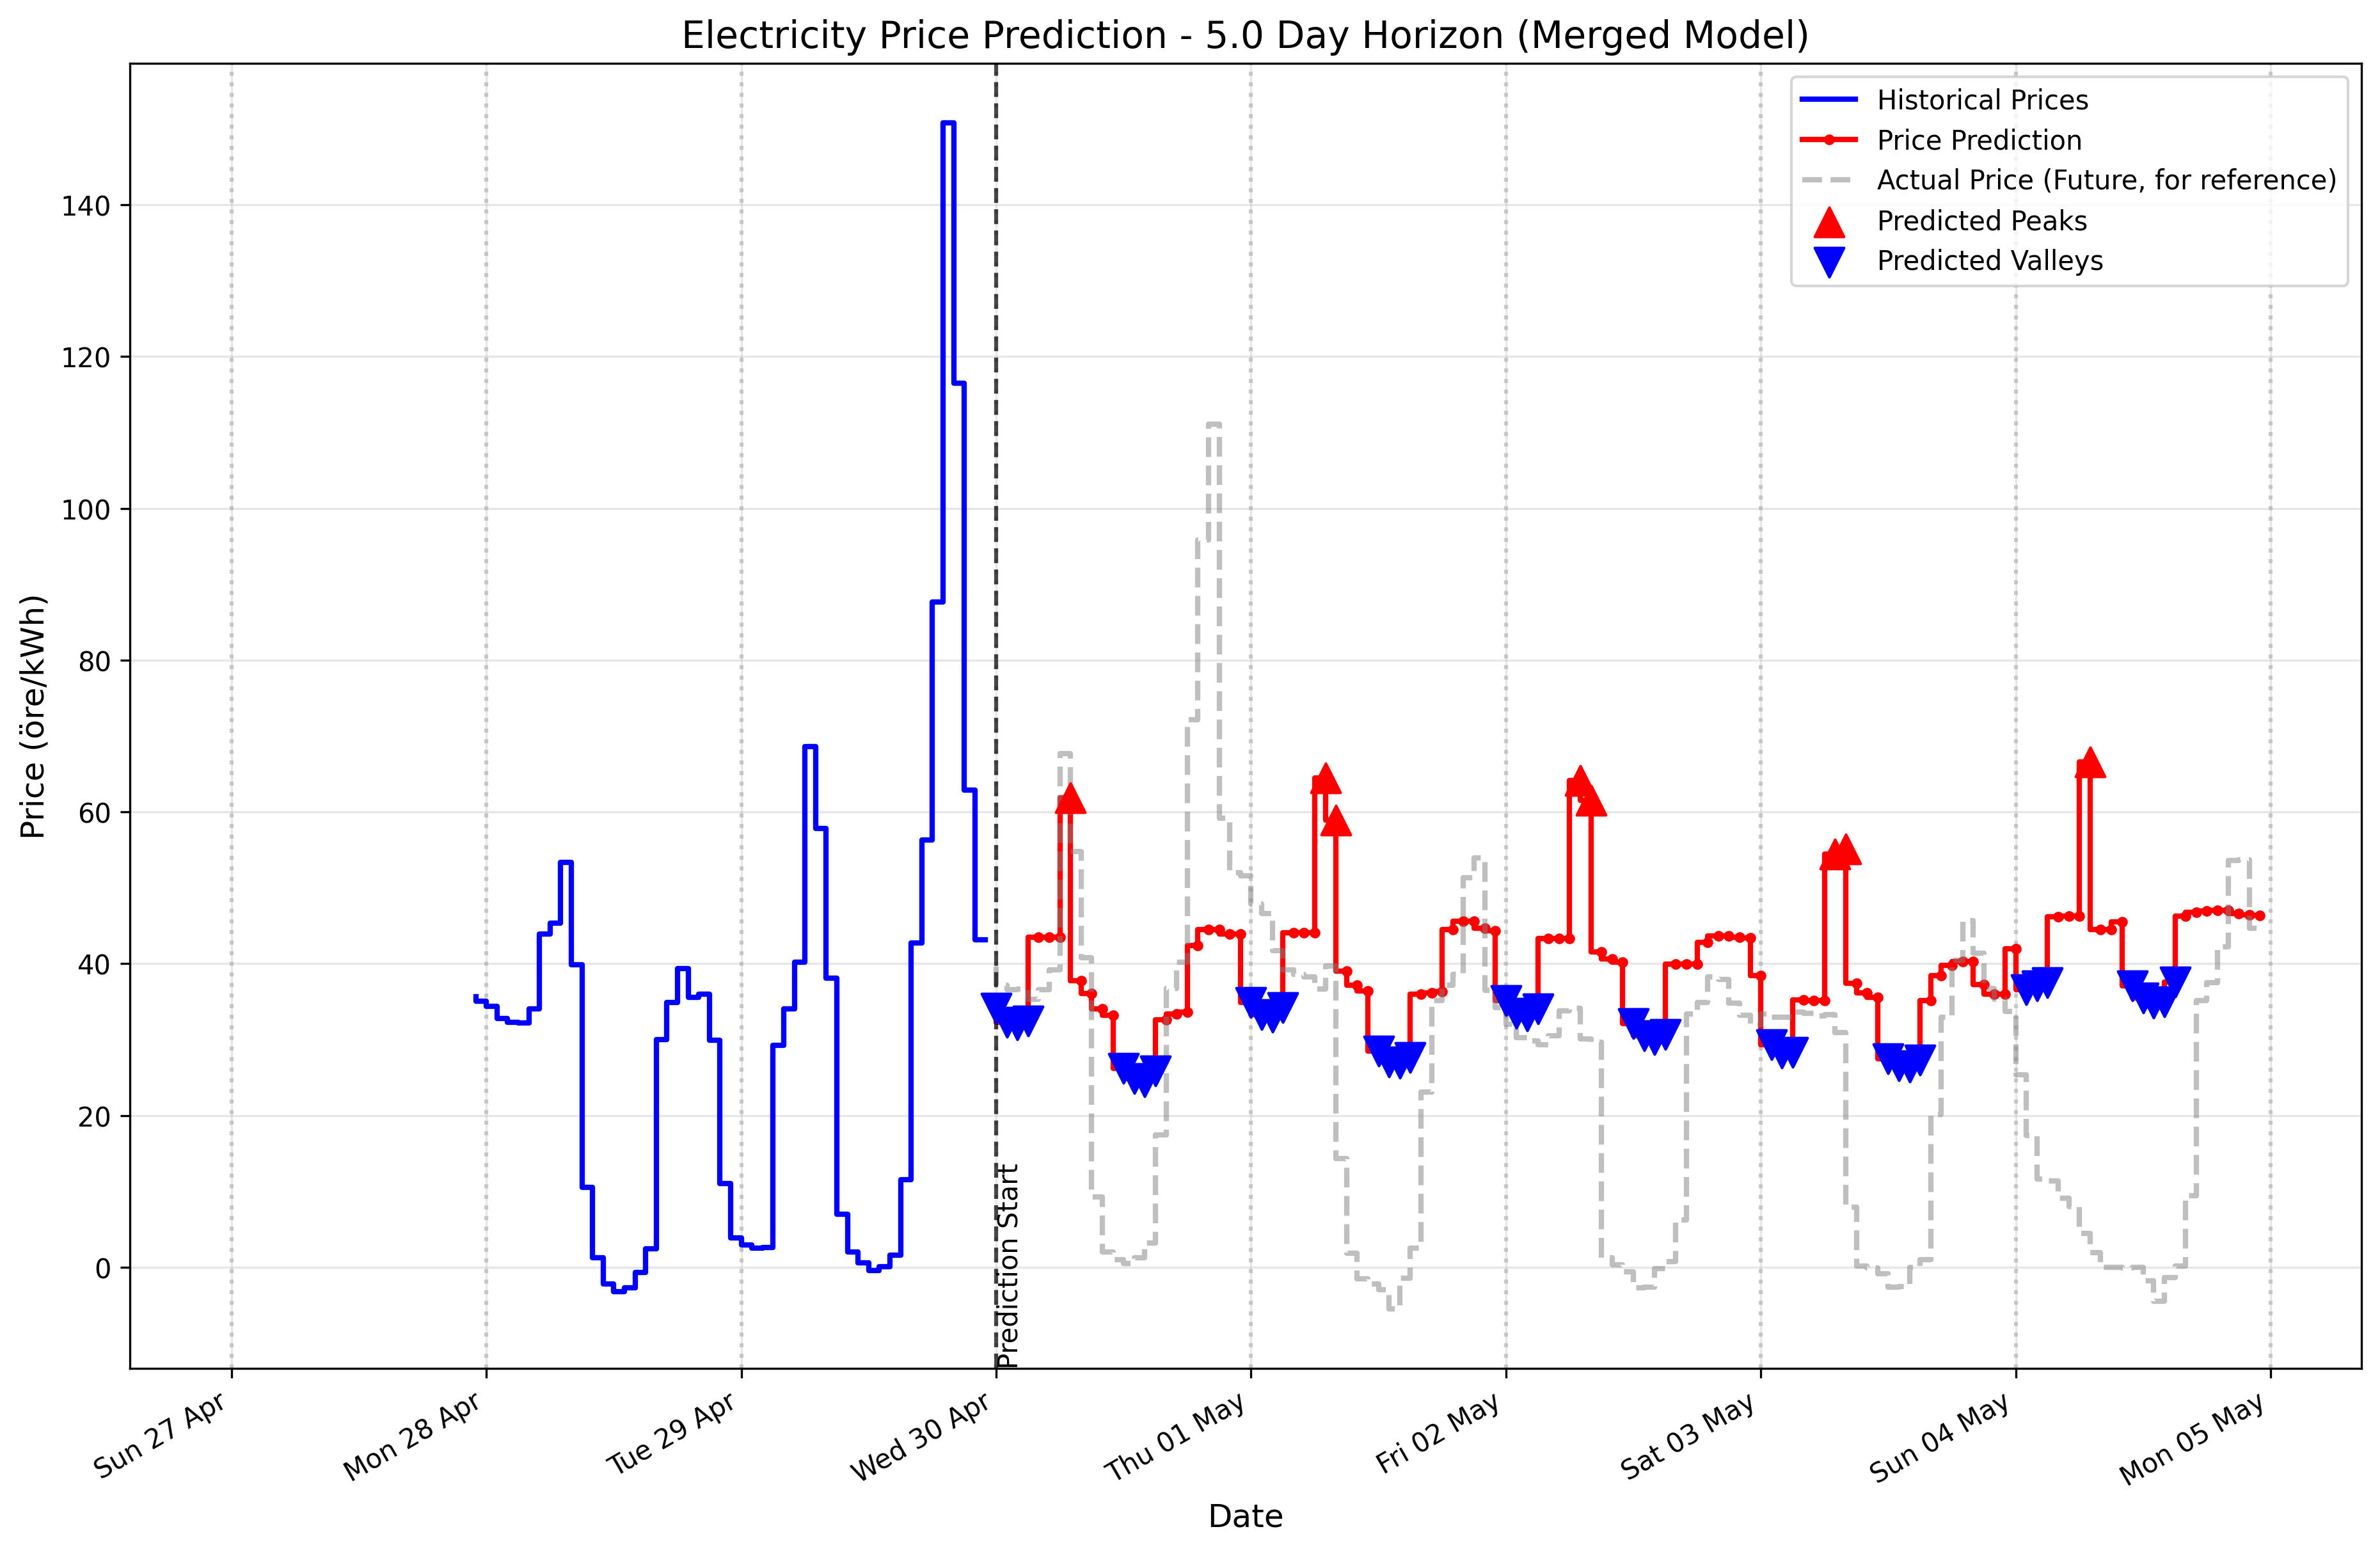 Electricity Price Prediction - 5.0 Day Horizon (Merged Model)
Historical Prices
Price Prediction
Actual Price (Future, for reference)
Predicted Peaks
Predicted Valleys
Price (öre/kWh)
140
120
100
80
60
40
20
0
Prediction Start
Sun 27 Apr
Mon 28 Apr
Tue 29 Apr
Wed 30 Apr
Thu 01 May
Fri 02 May
Sat 03 May
Sun 04 May
Mon 05 May
Date